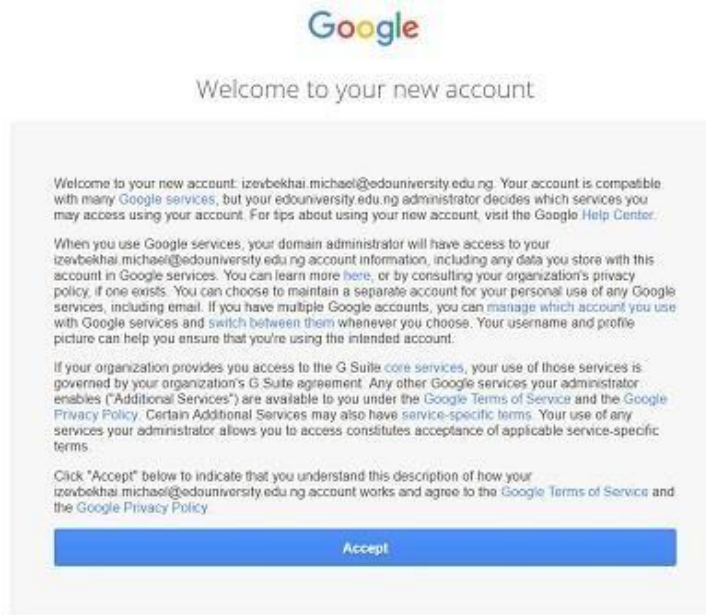 Google
Welcome to your new account
Welcome to your new account: izevbekhai.michael@edouniversity.edu.ng. Your account is compatible
with many Google services, but your edouniversity.edu.ng administrator decides which services you
may access using your account. For tips about using your new account, visit the Google Help Center.
When you use Google services, your domain administrator will have access to your
izevbekhai.michael@edouniversity.edu.ng account information, including any data you store with this
account in Google services. You can learn more here, or by consulting your organization's privacy
policy, if one exists. You can choose to maintain a separate account for your personal use of any Google
services, including email. If you have multiple Google accounts, you can manage which account you use
with Google services and switch between them whenever you choose. Your username and profile
picture can help you ensure that you're using the intended account.
If your organization provides you access to the G Suite core services, your use of those services is
governed by your organization's G Suite agreement. Any other Google services your administrator
enables ("Additional Services") are available to you under the Google Terms of Service and the Google
Privacy Policy. Certain Additional Services may also have service-specific terms. Your use of any
services your administrator allows you to access constitutes acceptance of applicable service-specific
terms.
Click "Accept" below to indicate that you understand this description of how your
izevbekhai.michael@edouniversity.edu.ng account works and agree to the Google Terms of Service and
the Google Privacy Policy.
Accept